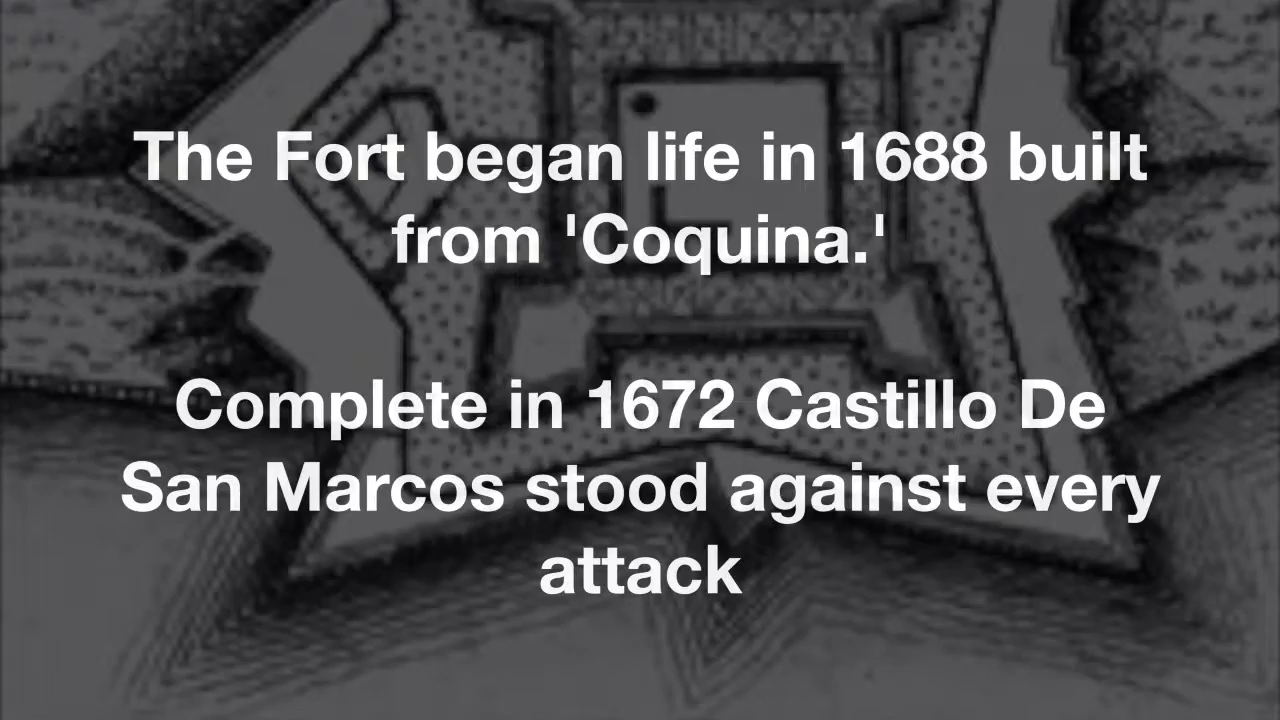 The Fort began life in 1688 built
from 'Coquina.'
Complete in 1672 Castillo De
San Marcos stood against every
attack